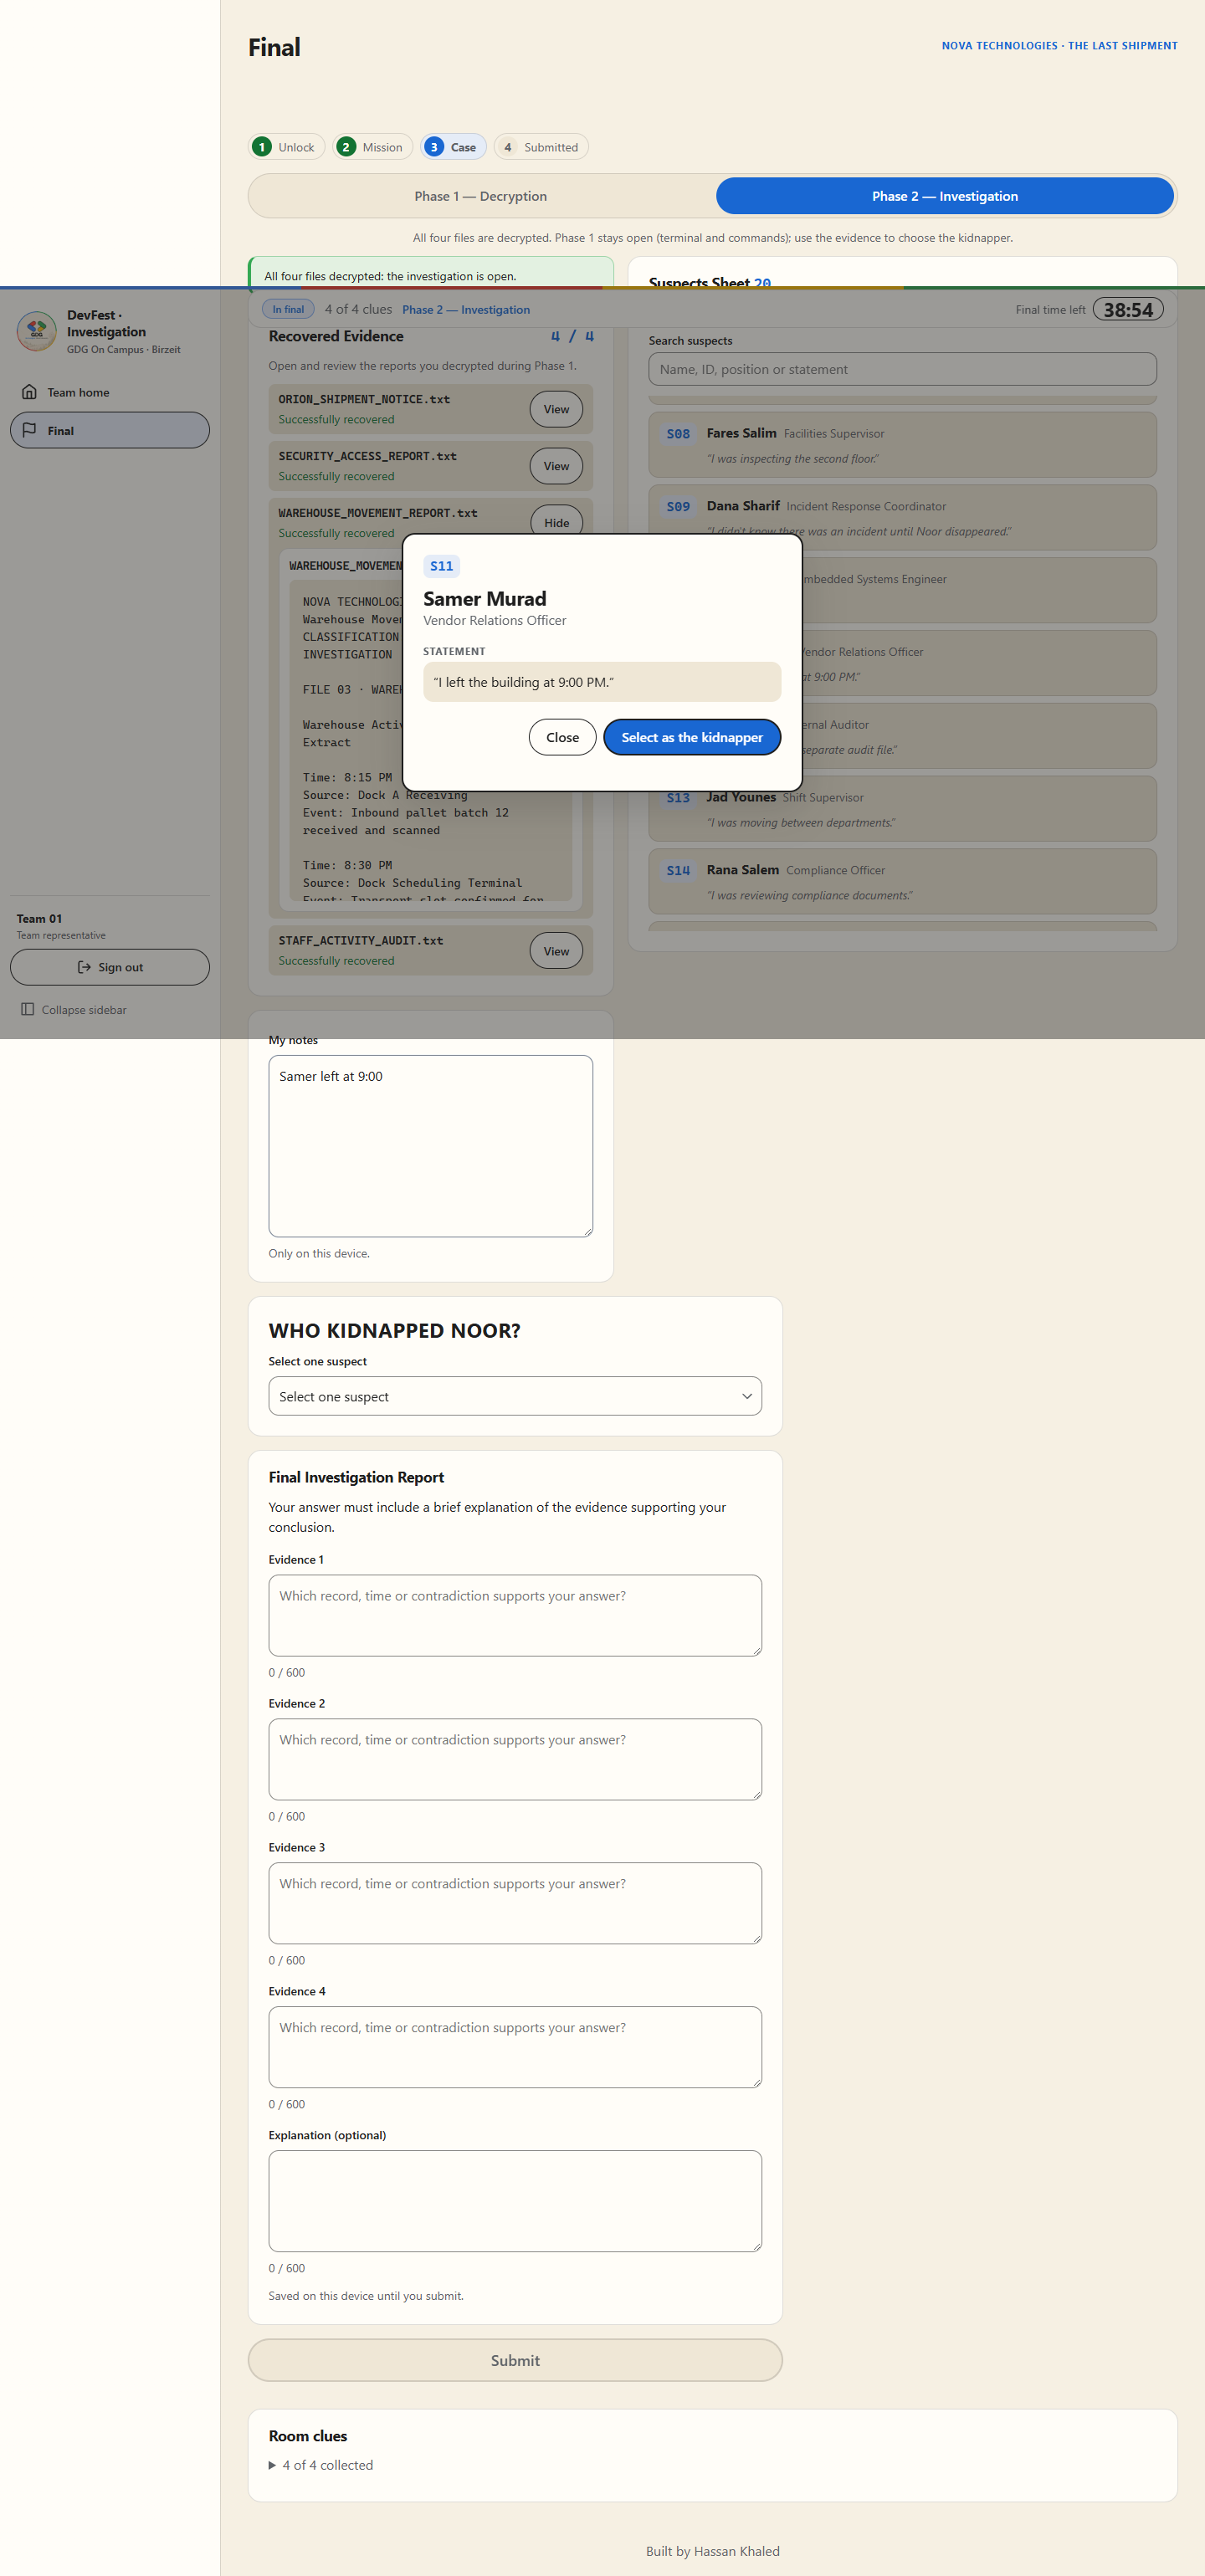 Final
NOVA TECHNOLOGIES · THE LAST SHIPMENT
1 Unlock
2 Mission
3 Case
4 Submitted
Phase 1 — Decryption
Phase 2 — Investigation
All four files are decrypted. Phase 1 stays open (terminal and commands); use the evidence to choose the kidnapper.
All four files decrypted: the investigation is open.
Suspects Sheet 20
DevFest ·
Investigation
GDG On Campus · Birzeit
GDG
Team home
Final
In final
4 of 4 clues
Phase 2 — Investigation
Final time left 38:54
Recovered Evidence
4 / 4
Open and review the reports you decrypted during Phase 1.
ORION_SHIPMENT_NOTICE.txt
Successfully recovered
View
SECURITY_ACCESS_REPORT.txt
Successfully recovered
View
WAREHOUSE_MOVEMENT_REPORT.txt
Successfully recovered
Hide
WAREHOUSE_MOVEMEN
NOVA TECHNOLOGI
Warehouse Movem
CLASSIFICATION
INVESTIGATION
FILE 03 · WAREH
Warehouse Activ
Extract
Time: 8:15 PM
Source: Dock A Receiving
Event: Inbound pallet batch 12
received and scanned
Time: 8:30 PM
Source: Dock Scheduling Terminal
Event: Transport slot confirmed for
STAFF_ACTIVITY_AUDIT.txt
Successfully recovered
View
Search suspects
Name, ID, position or statement
S08 Fares Salim Facilities Supervisor
“I was inspecting the second floor.”
S09 Dana Sharif Incident Response Coordinator
“I didn’t know there was an incident until Noor disappeared.”
mbedded Systems Engineer
endor Relations Officer
at 9:00 PM.”
ernal Auditor
separate audit file.”
S13 Jad Younes Shift Supervisor
“I was moving between departments.”
S14 Rana Salem Compliance Officer
“I was reviewing compliance documents.”
S11
Samer Murad
Vendor Relations Officer
STATEMENT
“I left the building at 9:00 PM.”
Close
Select as the kidnapper
Team 01
Team representative
Sign out
Collapse sidebar
My notes
Samer left at 9:00
Only on this device.
WHO KIDNAPPED NOOR?
Select one suspect
Select one suspect
Final Investigation Report
Your answer must include a brief explanation of the evidence supporting your
conclusion.
Evidence 1
Which record, time or contradiction supports your answer?
0 / 600
Evidence 2
Which record, time or contradiction supports your answer?
0 / 600
Evidence 3
Which record, time or contradiction supports your answer?
0 / 600
Evidence 4
Which record, time or contradiction supports your answer?
0 / 600
Explanation (optional)
0 / 600
Saved on this device until you submit.
Submit
Room clues
4 of 4 collected
Built by Hassan Khaled